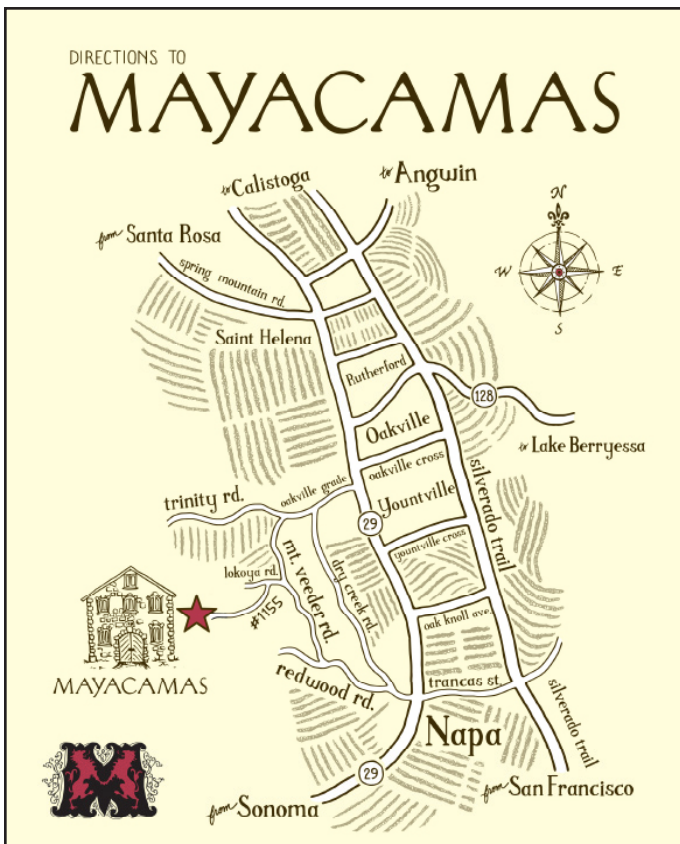 DIRECTIONS TO
MAYACAMAS
to Calistoga
to Angwin
from Santa Rosa
spring mountain rd.
N
W
E
S
Saint Helena
Rutherford
128
Oakville
to Lake Berryessa
oakville cross
silverado trail
trinity rd.
oakville grade
Yountville
29
yountville cross
lokoya rd.
mt. veeder rd.
dry creek rd.
#1155
oak knoll ave.
MAYACAMAS
redwood rd.
trancas st.
silverado trail
Napa
29
from Sonoma
from San Francisco
M